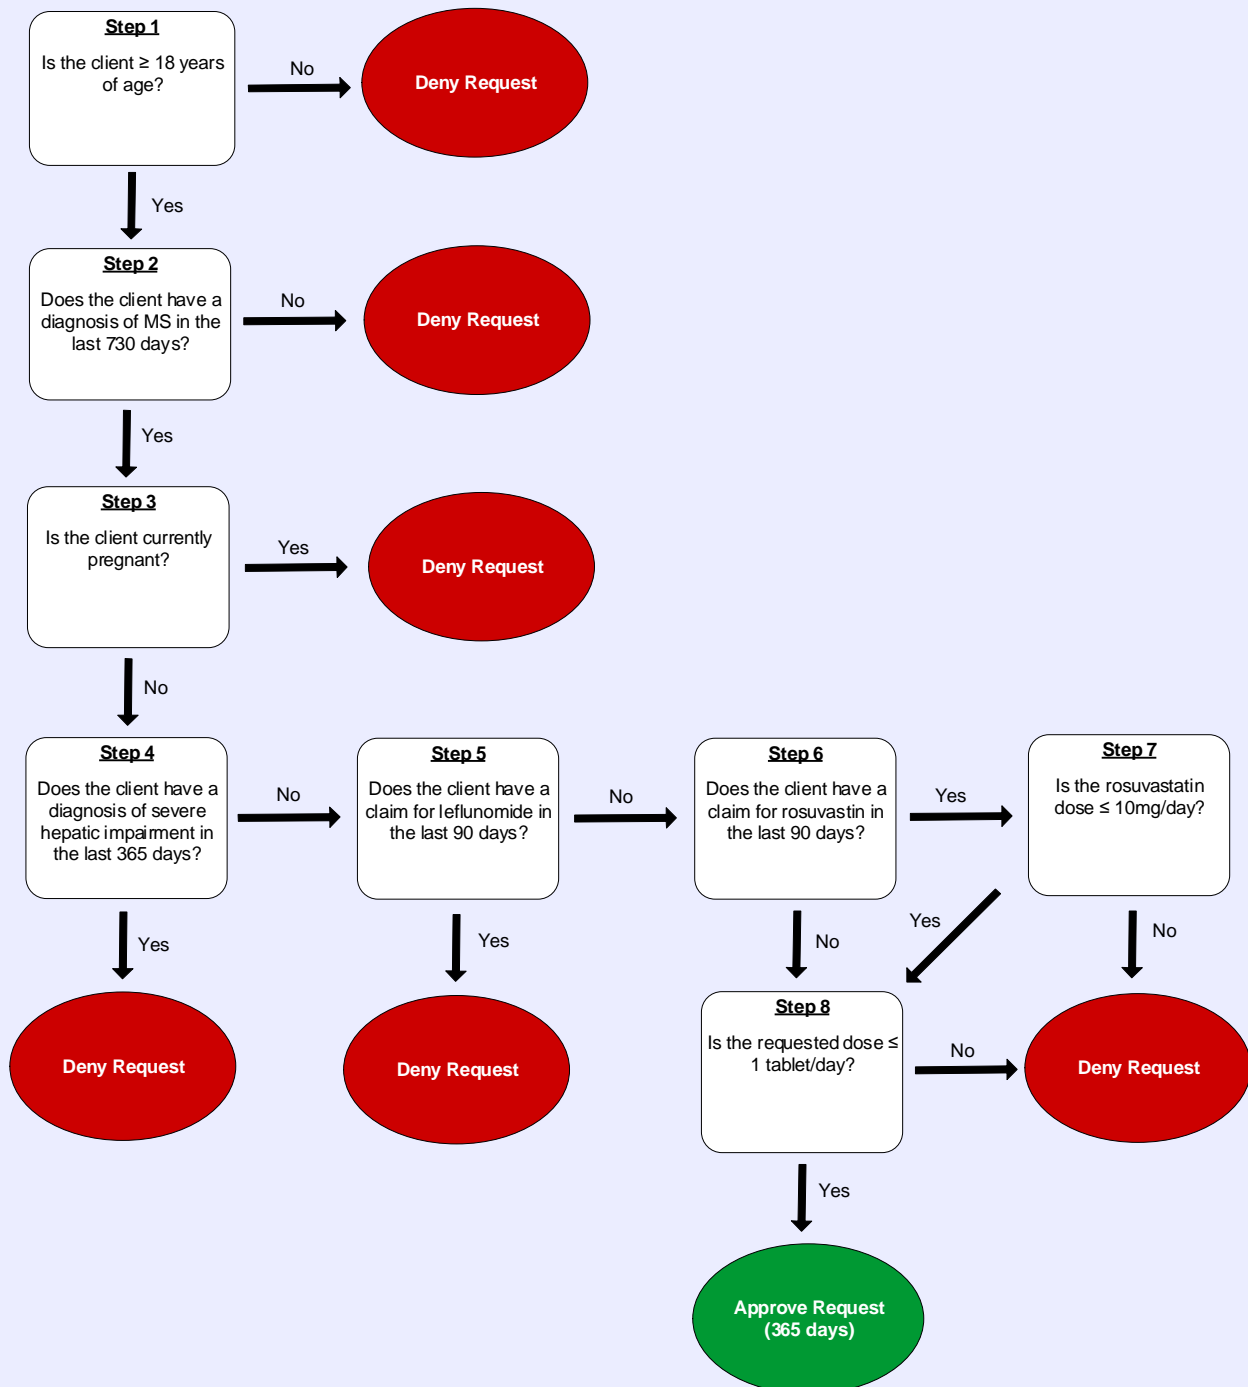 Step 1
Is the client ≥ 18 years
of age?
No
Deny Request
Yes
Step 2
Does the client have a
diagnosis of MS in the
last 730 days?
No
Deny Request
Yes
Step 3
Is the client currently
pregnant?
Yes
Deny Request
No
Step 4
Does the client have a
diagnosis of severe
hepatic impairment in
the last 365 days?
No
Step 5
Does the client have a
claim for leflunomide in
the last 90 days?
No
Step 6
Does the client have a
claim for rosuvastin in
the last 90 days?
Yes
Step 7
Is the rosuvastatin
dose ≤ 10mg/day?
Yes
Yes
No
Yes
No
Deny Request
Deny Request
Step 8
Is the requested dose ≤
1 tablet/day?
No
Deny Request
Yes
Approve Request
(365 days)